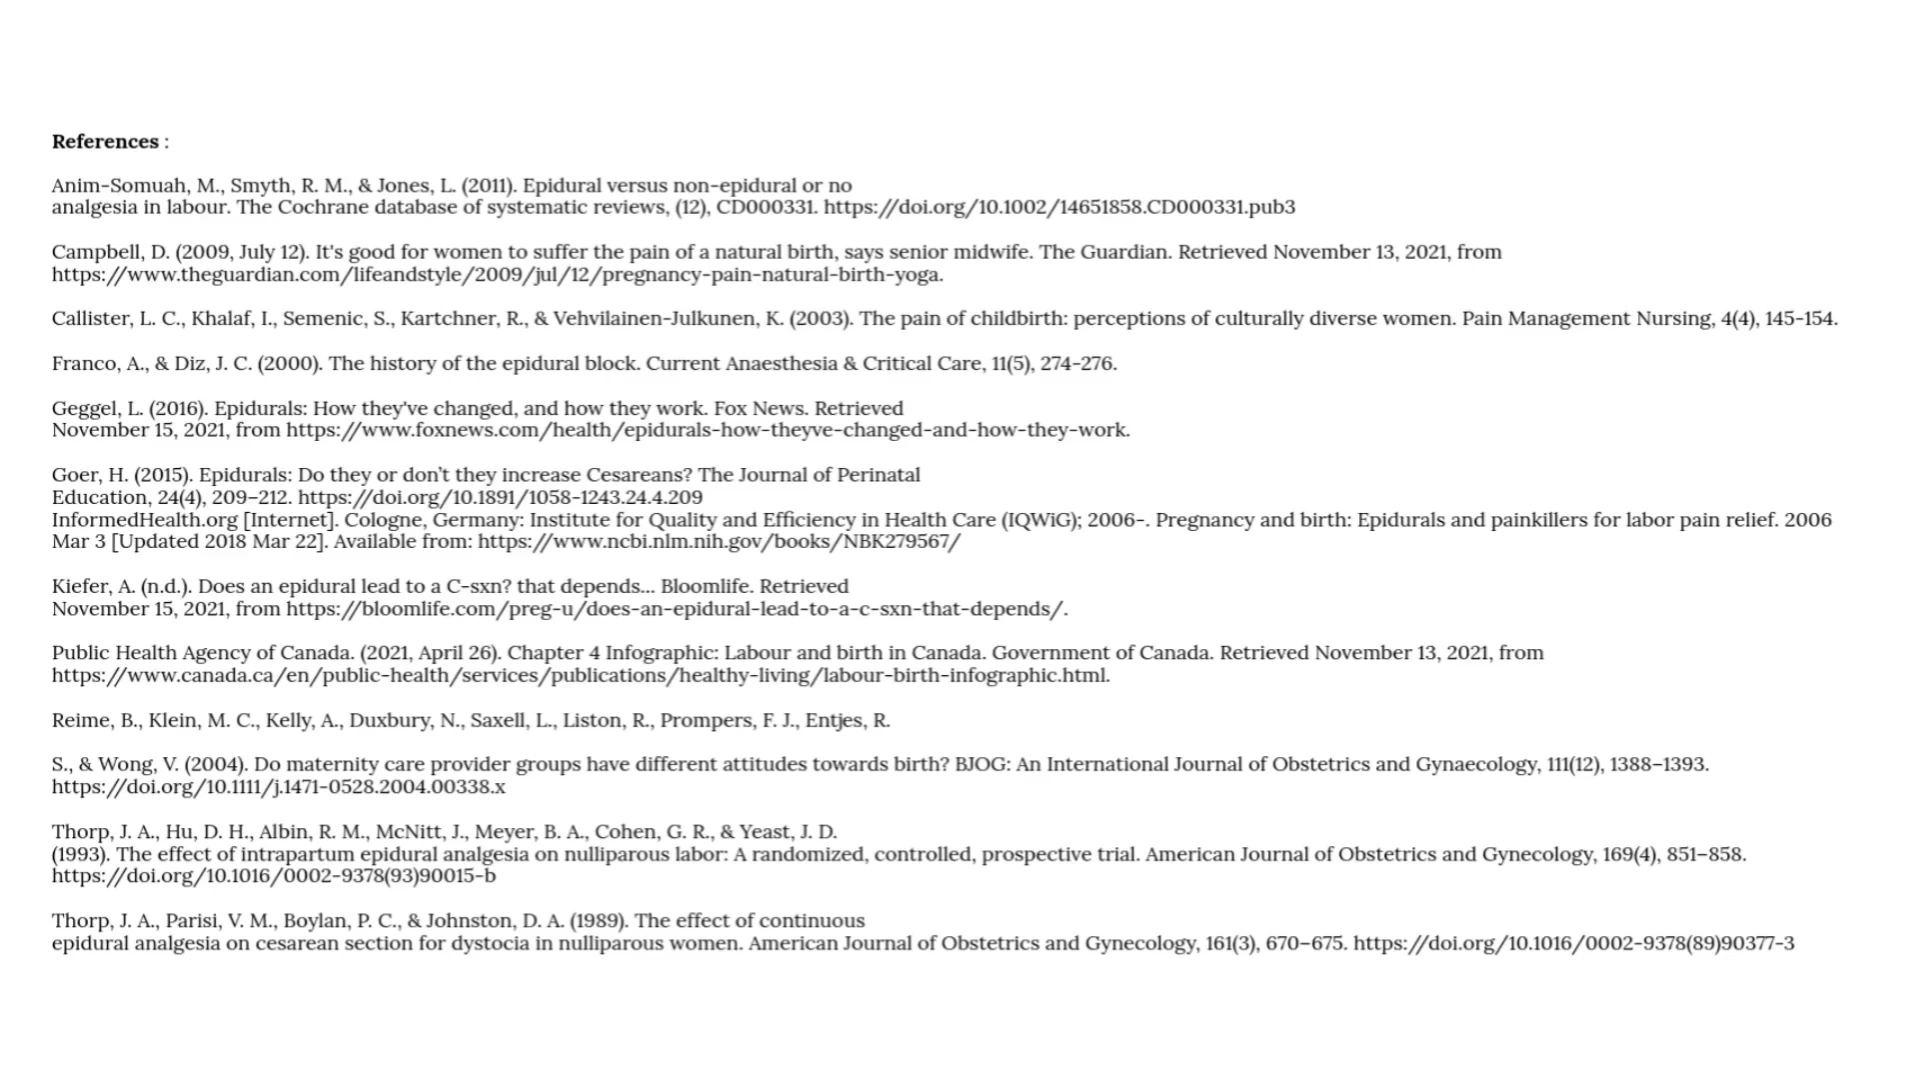 References :
Anim-Somuah, M., Smyth, R. M., & Jones, L. (2011). Epidural versus non-epidural or no
analgesia in labour. The Cochrane database of systematic reviews, (12), CD000331. https://doi.org/10.1002/14651858.CD000331.pub3
Campbell, D. (2009, July 12). It's good for women to suffer the pain of a natural birth, says senior midwife. The Guardian. Retrieved November 13, 2021, from
https://www.theguardian.com/lifeandstyle/2009/jul/12/pregnancy-pain-natural-birth-yoga.
Callister, L. C., Khalaf, I., Semenic, S., Kartchner, R., & Vehvilainen-Julkunen, K. (2003). The pain of childbirth: perceptions of culturally diverse women. Pain Management Nursing, 4(4), 145-154.
Franco, A., & Diz, J. C. (2000). The history of the epidural block. Current Anaesthesia & Critical Care, 11(5), 274-276.
Geggel, L. (2016). Epidurals: How they've changed, and how they work. Fox News. Retrieved
November 15, 2021, from https://www.foxnews.com/health/epidurals-how-theyve-changed-and-how-they-work.
Goer, H. (2015). Epidurals: Do they or don’t they increase Cesareans? The Journal of Perinatal
Education, 24(4), 209–212. https://doi.org/10.1891/1058-1243.24.4.209
InformedHealth.org [Internet]. Cologne, Germany: Institute for Quality and Efficiency in Health Care (IQWiG); 2006-. Pregnancy and birth: Epidurals and painkillers for labor pain relief. 2006
Mar 3 [Updated 2018 Mar 22]. Available from: https://www.ncbi.nlm.nih.gov/books/NBK279567/
Kiefer, A. (n.d.). Does an epidural lead to a C-sxn? that depends... Bloomlife. Retrieved
November 15, 2021, from https://bloomlife.com/preg-u/does-an-epidural-lead-to-a-c-sxn-that-depends/.
Public Health Agency of Canada. (2021, April 26). Chapter 4 Infographic: Labour and birth in Canada. Government of Canada. Retrieved November 13, 2021, from
https://www.canada.ca/en/public-health/services/publications/healthy-living/labour-birth-infographic.html.
Reime, B., Klein, M. C., Kelly, A., Duxbury, N., Saxell, L., Liston, R., Prompers, F. J., Entjes, R.
S., & Wong, V. (2004). Do maternity care provider groups have different attitudes towards birth? BJOG: An International Journal of Obstetrics and Gynaecology, 111(12), 1388–1393.
https://doi.org/10.1111/j.1471-0528.2004.00338.x
Thorp, J. A., Hu, D. H., Albin, R. M., McNitt, J., Meyer, B. A., Cohen, G. R., & Yeast, J. D.
(1993). The effect of intrapartum epidural analgesia on nulliparous labor: A randomized, controlled, prospective trial. American Journal of Obstetrics and Gynecology, 169(4), 851–858.
https://doi.org/10.1016/0002-9378(93)90015-b
Thorp, J. A., Parisi, V. M., Boylan, P. C., & Johnston, D. A. (1989). The effect of continuous
epidural analgesia on cesarean section for dystocia in nulliparous women. American Journal of Obstetrics and Gynecology, 161(3), 670–675. https://doi.org/10.1016/0002-9378(89)90377-3